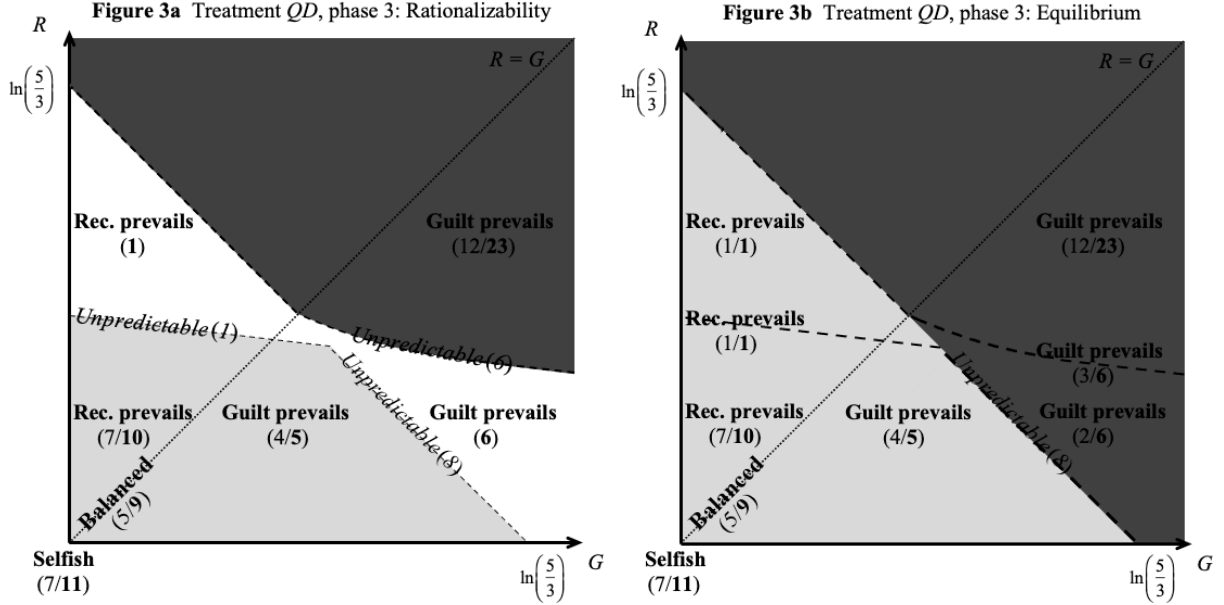 Figure 3a Treatment QD, phase 3: Rationalizability
R
R = G
ln(5/3)
Rec. prevails
(1)
Guilt prevails
(12/23)
Unpredictable (1)
Unpredictable (6)
Unpredictable (8)
Rec. prevails
(7/10)
Guilt prevails
(4/5)
Guilt prevails
(6)
Balanced
(5/9)
Selfish
(7/11)
ln(5/3)
G
Figure 3b Treatment QD, phase 3: Equilibrium
R
R = G
ln(5/3)
Rec. prevails
(1/1)
Guilt prevails
(12/23)
Rec. prevails
(1/1)
Guilt prevails
(3/6)
Unpredictable (8)
Rec. prevails
(7/10)
Guilt prevails
(4/5)
Guilt prevails
(2/6)
Balanced
(5/9)
Selfish
(7/11)
ln(5/3)
G